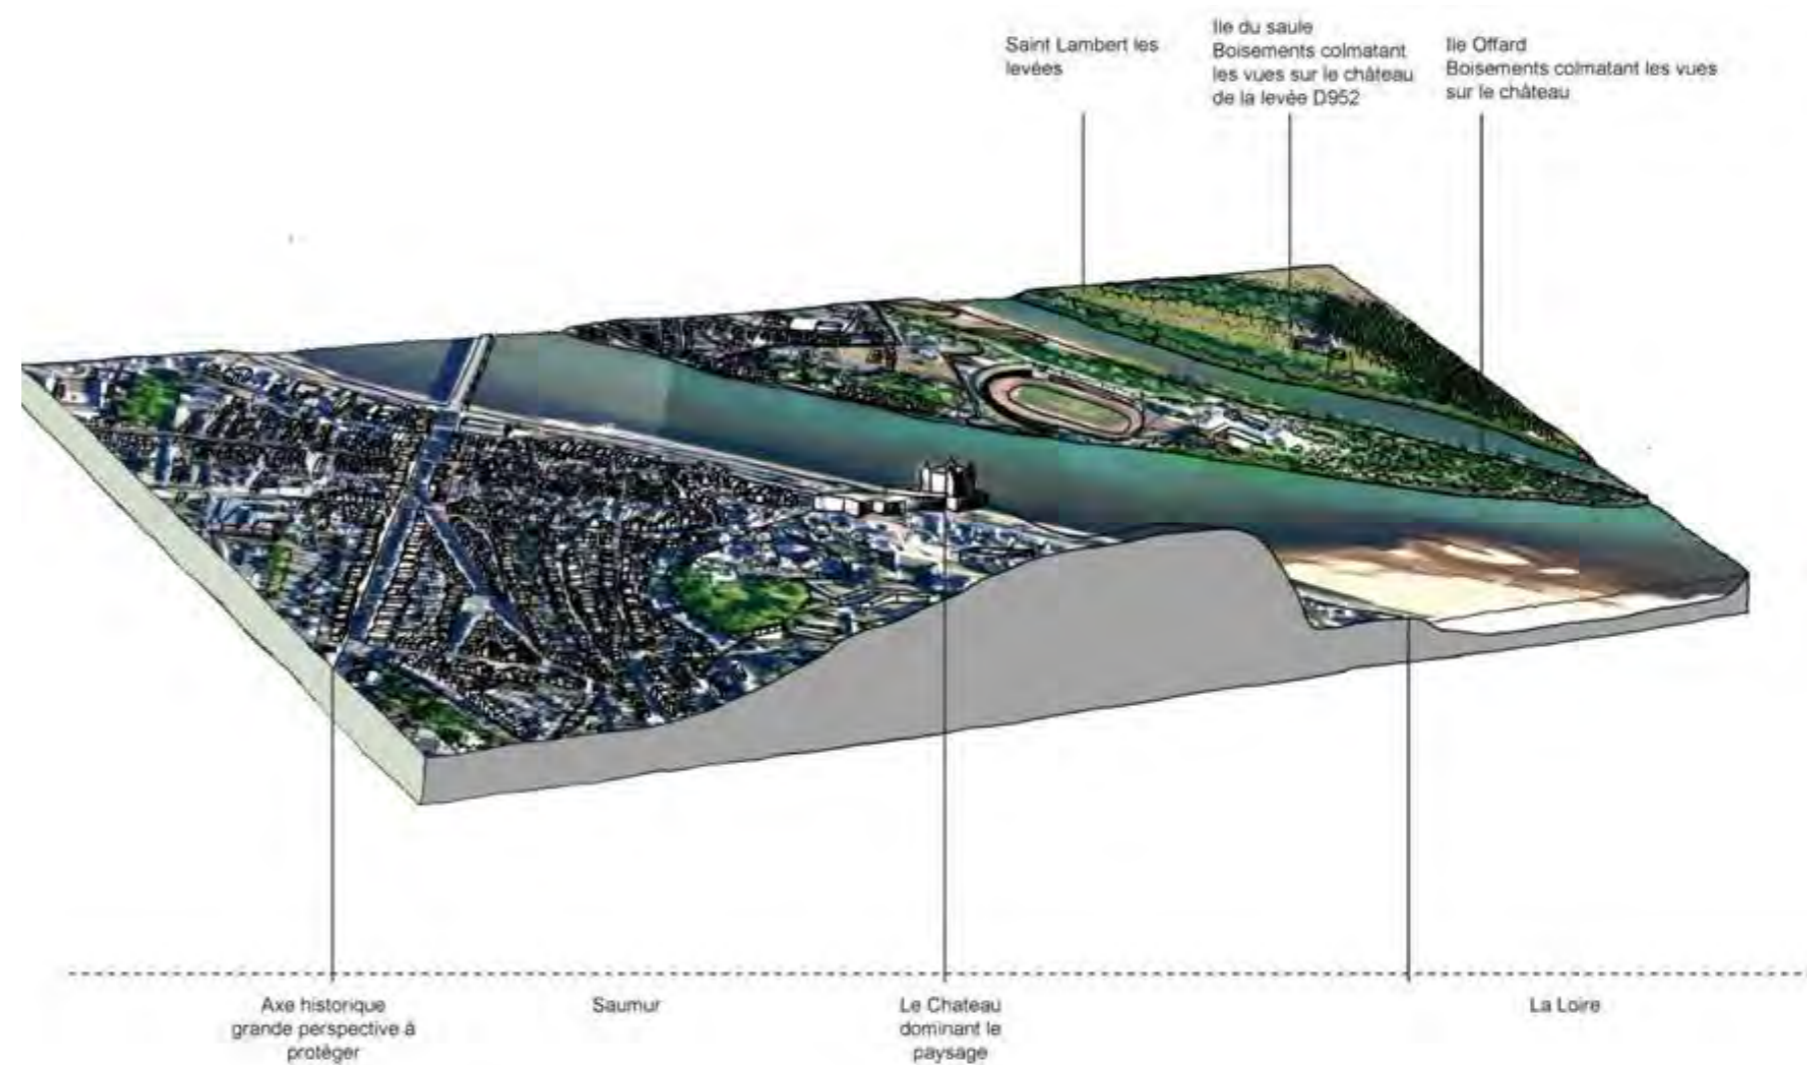 Saint Lambert les
levées
Ile du saule
Boisements colmatant
les vues sur le château
de la levée D952
Ile Offard
Boisements colmatant les vues
sur le château
Axe historique
grande perspective à
protéger
Saumur
Le Chateau
dominant le
paysage
La Loire